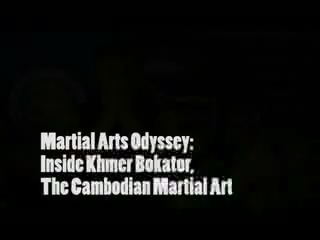 Martial Arts Odyssey:
Inside Khmer Bokator,
The Cambodian Martial Art